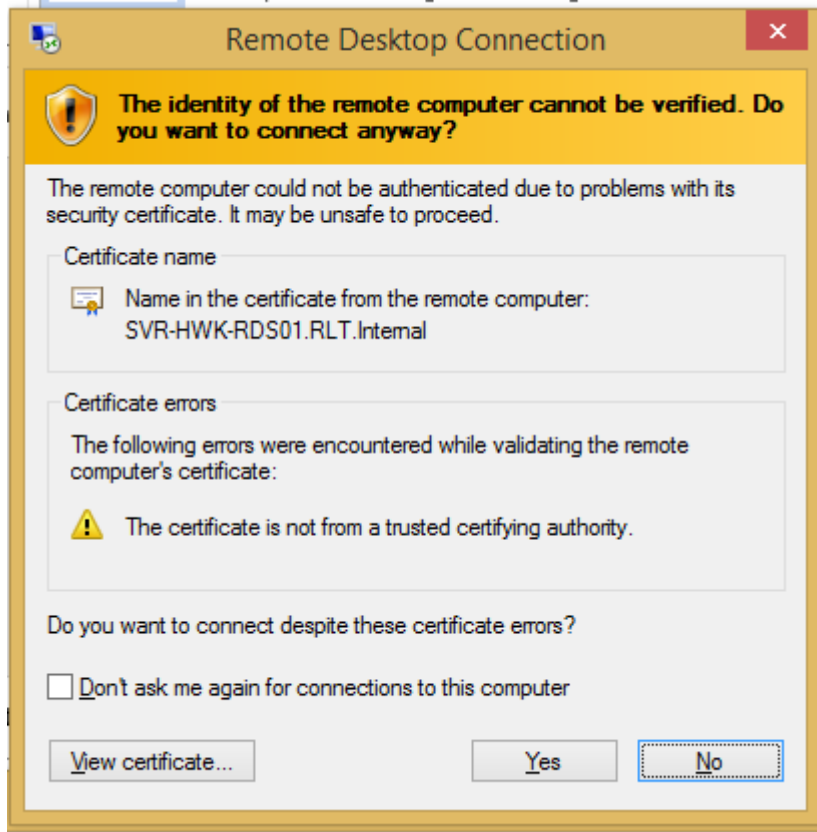 Remote Desktop Connection
The identity of the remote computer cannot be verified. Do
you want to connect anyway?
The remote computer could not be authenticated due to problems with its
security certificate. It may be unsafe to proceed.
Certificate name
Name in the certificate from the remote computer:
SVR-HWK-RDS01.RLT.Internal
Certificate errors
The following errors were encountered while validating the remote
computer's certificate:
The certificate is not from a trusted certifying authority.
Do you want to connect despite these certificate errors?
Don't ask me again for connections to this computer
View certificate...
Yes
No